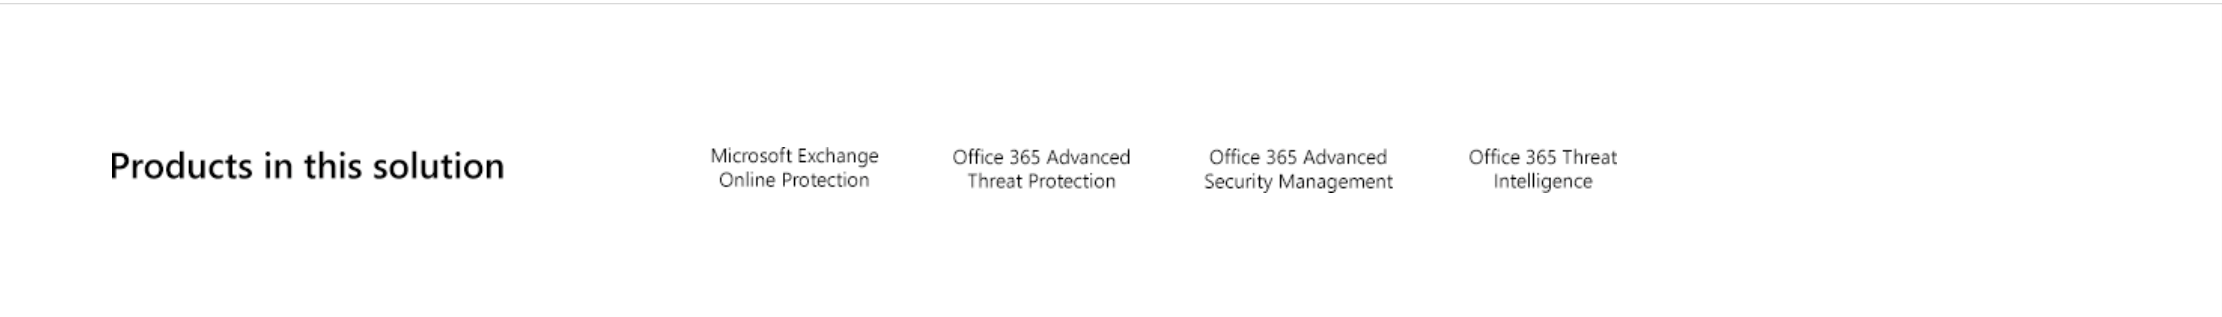 Products in this solution
Microsoft Exchange
Online Protection
Office 365 Advanced
Threat Protection
Office 365 Advanced
Security Management
Office 365 Threat
Intelligence